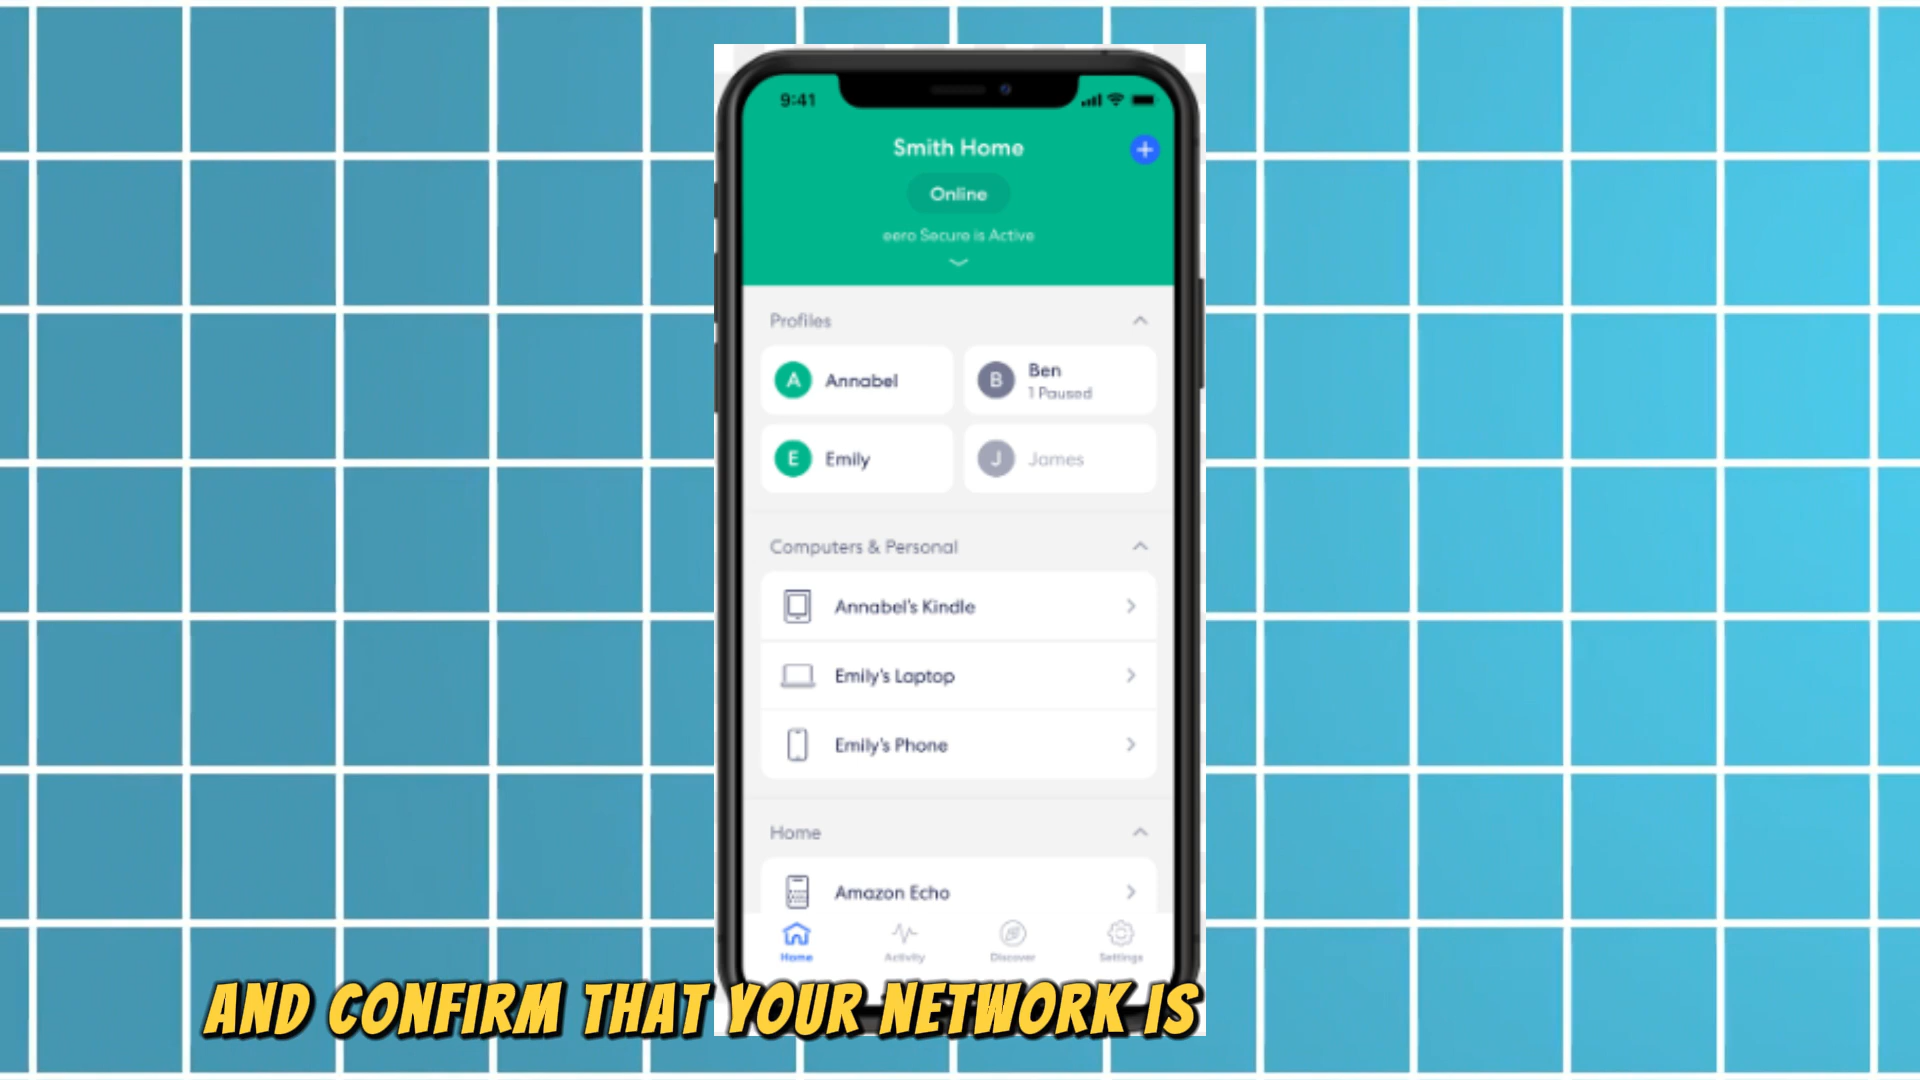 9:41
Smith Home
Online
eero Secure is Active
Profiles
A Annabel
B Ben
1 Paused
E Emily
J James
Computers & Personal
Annabel's Kindle
Emily's Laptop
Emily's Phone
Home
Amazon Echo
Home Activity Discover Settings
AND CONFIRM THAT YOUR NETWORK IS